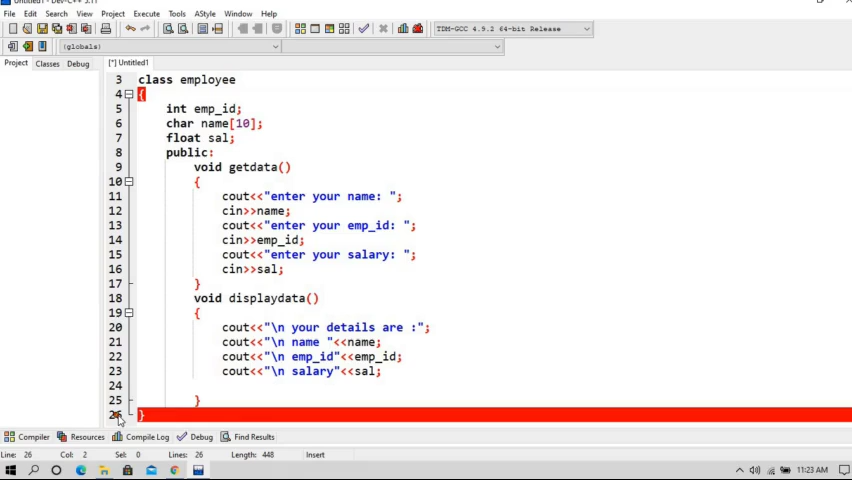 Untitled1 - Dev-C++ 5.11
File Edit Search View Project Execute Tools AStyle Window Help
TDM-GCC 4.9.2 64-bit Release
(globals)
Project Classes Debug [*] Untitled1
3 class employee
4 {
5 int emp_id;
6 char name[10];
7 float sal;
8 public:
9 void getdata()
10 {
11 cout<<"enter your name: ";
12 cin>>name;
13 cout<<"enter your emp_id: ";
14 cin>>emp_id;
15 cout<<"enter your salary: ";
16 cin>>sal;
17 }
18 void displaydata()
19 {
20 cout<<"\n your details are :";
21 cout<<"\n name "<<name;
22 cout<<"\n emp_id"<<emp_id;
23 cout<<"\n salary"<<sal;
24
25 }
26 }
Compiler Resources Compile Log Debug Find Results
Line: 26 Col: 2 Sel: 0 Lines: 26 Length: 448 Insert
11:23 AM